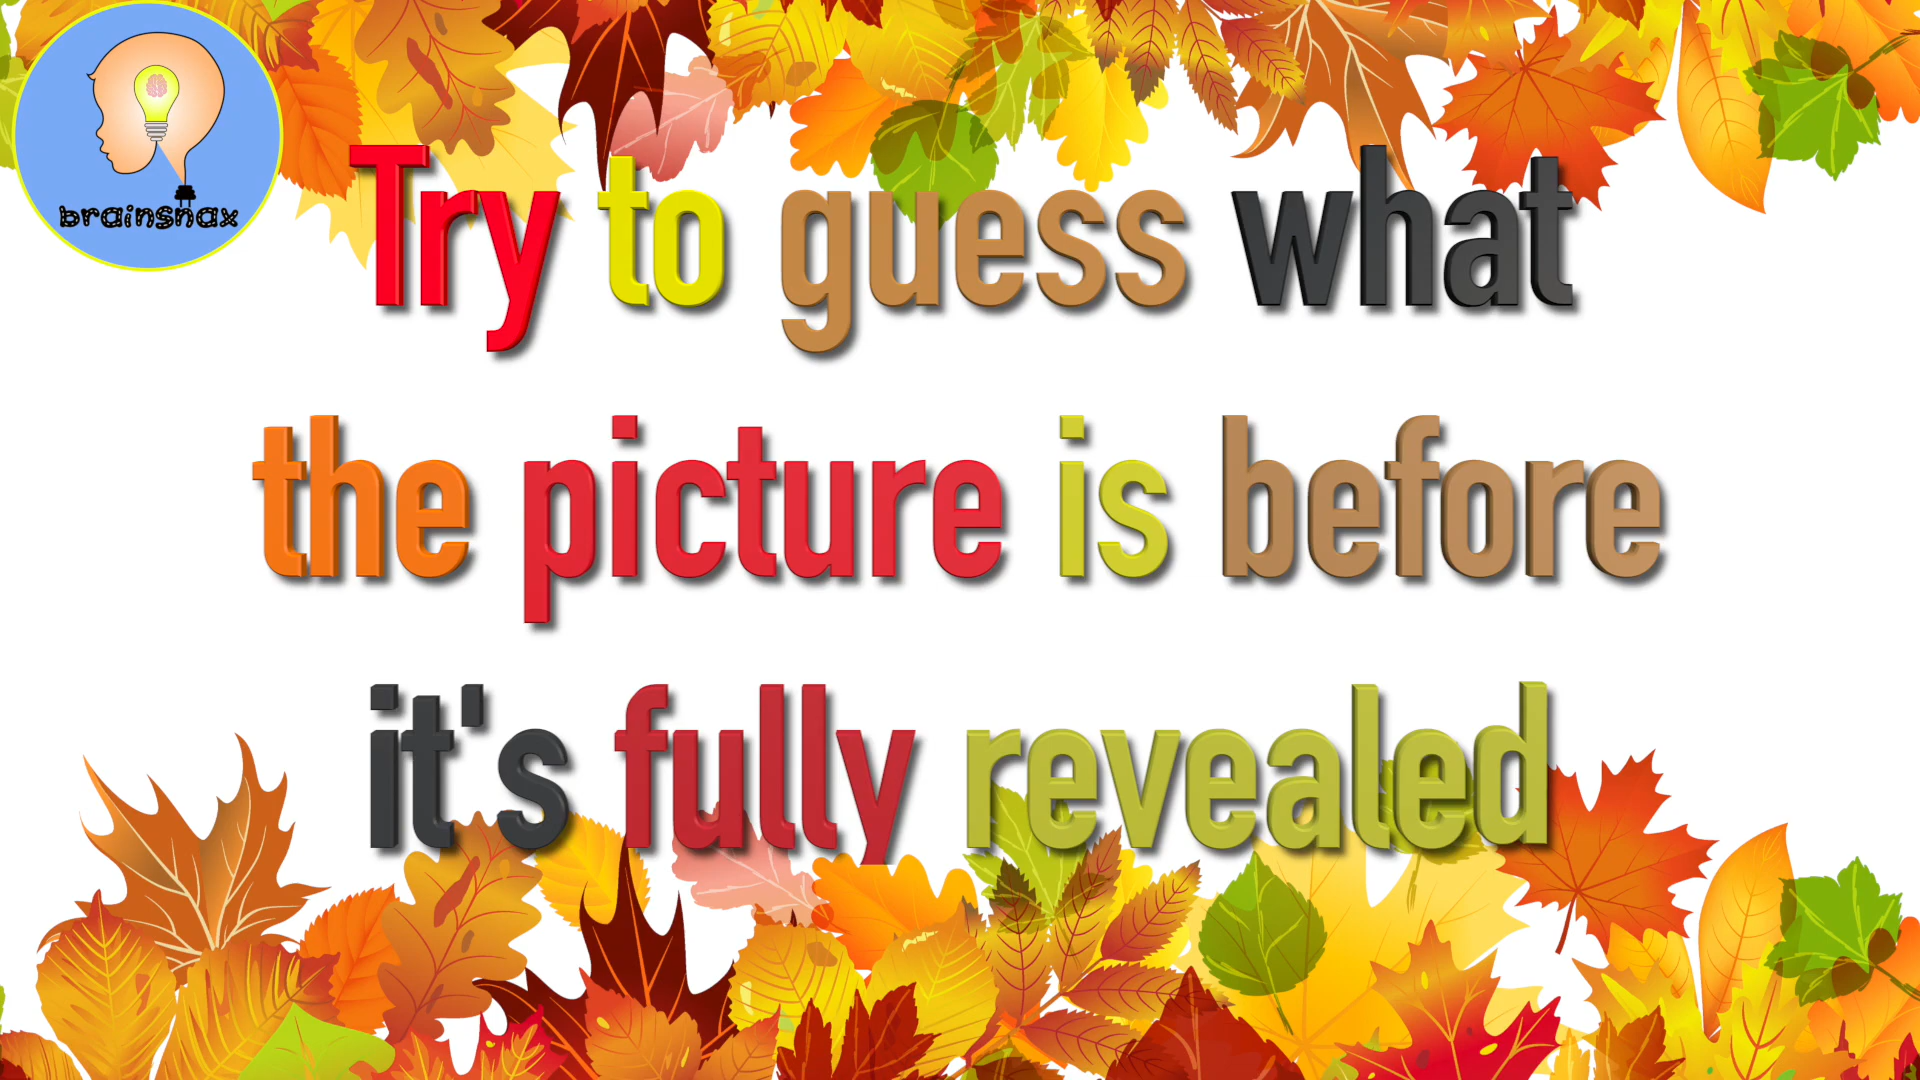 brainsnax
Try to guess what
the picture is before
it's fully revealed